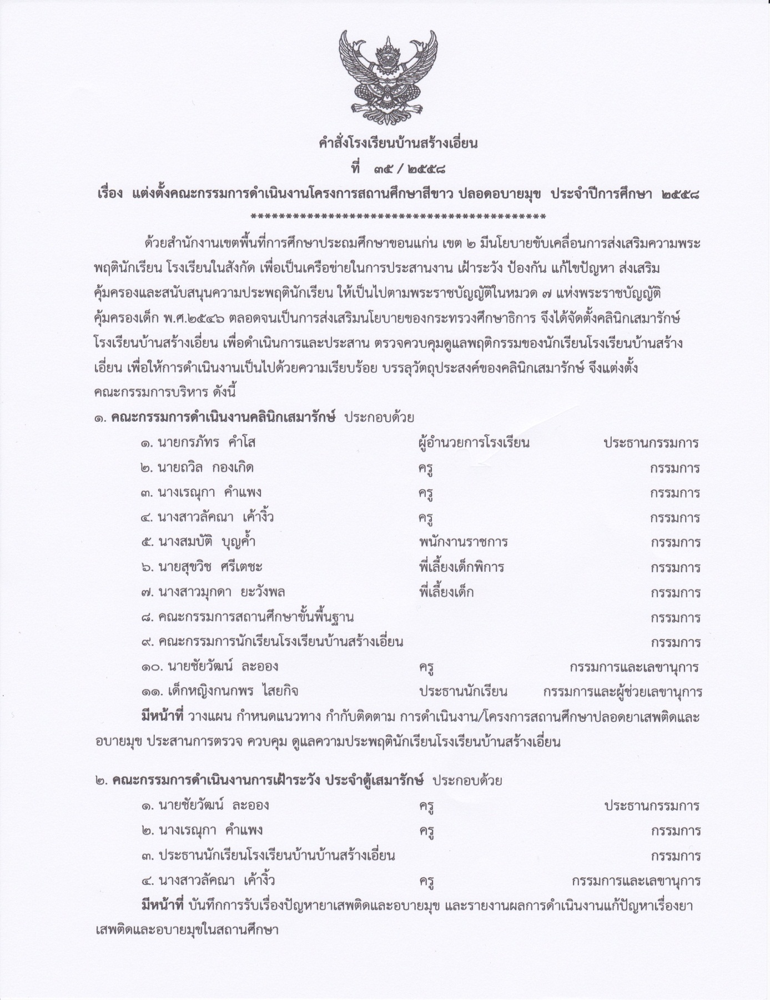 คำสั่งโรงเรียนบ้านสร้างเอี่ยน
ที่ ๓๕ / ๒๕๕๘
เรื่อง แต่งตั้งคณะกรรมการดำเนินงานโครงการสถานศึกษาสีขาว ปลอดอบายมุข ประจำปีการศึกษา ๒๕๕๘
******************************************
ด้วยสำนักงานเขตพื้นที่การศึกษาประถมศึกษาขอนแก่น เขต ๒ มีนโยบายขับเคลื่อนการส่งเสริมความพระ
พฤตินักเรียน โรงเรียนในสังกัด เพื่อเป็นเครือข่ายในการประสานงาน เฝ้าระวัง ป้องกัน แก้ไขปัญหา ส่งเสริม
คุ้มครองและสนับสนุนความประพฤตินักเรียน ให้เป็นไปตามพระราชบัญญัติในหมวด ๗ แห่งพระราชบัญญัติ
คุ้มครองเด็ก พ.ศ.๒๕๔๖ ตลอดจนเป็นการส่งเสริมนโยบายของกระทรวงศึกษาธิการ จึงได้จัดตั้งคลินิกเสมารักษ์
โรงเรียนบ้านสร้างเอี่ยน เพื่อดำเนินการและประสาน ตรวจควบคุมดูแลพฤติกรรมของนักเรียนโรงเรียนบ้านสร้าง
เอี่ยน เพื่อให้การดำเนินงานเป็นไปด้วยความเรียบร้อย บรรลุวัตถุประสงค์ของคลินิกเสมารักษ์ จึงแต่งตั้ง
คณะกรรมการบริหาร ดังนี้
๑. คณะกรรมการดำเนินงานคลินิกเสมารักษ์ ประกอบด้วย
๑. นายกรภัทร คำโส ผู้อำนวยการโรงเรียน ประธานกรรมการ
๒. นายถวิล กองเกิด ครู กรรมการ
๓. นางเรณุกา คำแพง ครู กรรมการ
๔. นางสาวลัคณา เค้างิ้ว ครู กรรมการ
๕. นางสมบัติ บุญค้ำ พนักงานราชการ กรรมการ
๖. นายสุขวิช ศรีเตชะ พี่เลี้ยงเด็กพิการ กรรมการ
๗. นางสาวมุกดา ยะวังพล พี่เลี้ยงเด็ก กรรมการ
๘. คณะกรรมการสถานศึกษาขั้นพื้นฐาน กรรมการ
๙. คณะกรรมการนักเรียนโรงเรียนบ้านสร้างเอี่ยน กรรมการ
๑๐. นายชัยวัฒน์ ละออง ครู กรรมการและเลขานุการ
๑๑. เด็กหญิงกนกพร ไสยกิจ ประธานนักเรียน กรรมการและผู้ช่วยเลขานุการ
มีหน้าที่ วางแผน กำหนดแนวทาง กำกับติดตาม การดำเนินงาน/โครงการสถานศึกษาปลอดยาเสพติดและ
อบายมุข ประสานการตรวจ ควบคุม ดูแลความประพฤตินักเรียนโรงเรียนบ้านสร้างเอี่ยน
๒. คณะกรรมการดำเนินงานการเฝ้าระวัง ประจำตู้เสมารักษ์ ประกอบด้วย
๑. นายชัยวัฒน์ ละออง ครู ประธานกรรมการ
๒. นางเรณุกา คำแพง ครู กรรมการ
๓. ประธานนักเรียนโรงเรียนบ้านบ้านสร้างเอี่ยน กรรมการ
๔. นางสาวลัคณา เค้างิ้ว ครู กรรมการและเลขานุการ
มีหน้าที่ บันทึกการรับเรื่องปัญหายาเสพติดและอบายมุข และรายงานผลการดำเนินงานแก้ปัญหาเรื่องยา
เสพติดและอบายมุขในสถานศึกษา